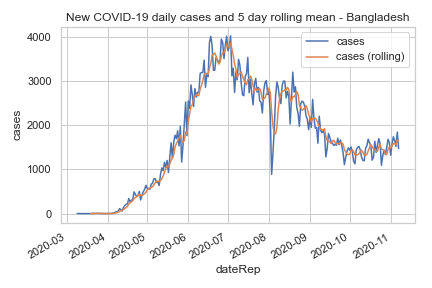 New COVID-19 daily cases and 5 day rolling mean - Bangladesh
cases
cases (rolling)
4000
3000
2000
1000
0
cases
2020-03
2020-04
2020-05
2020-06
2020-07
2020-08
2020-09
2020-10
2020-11
dateRep